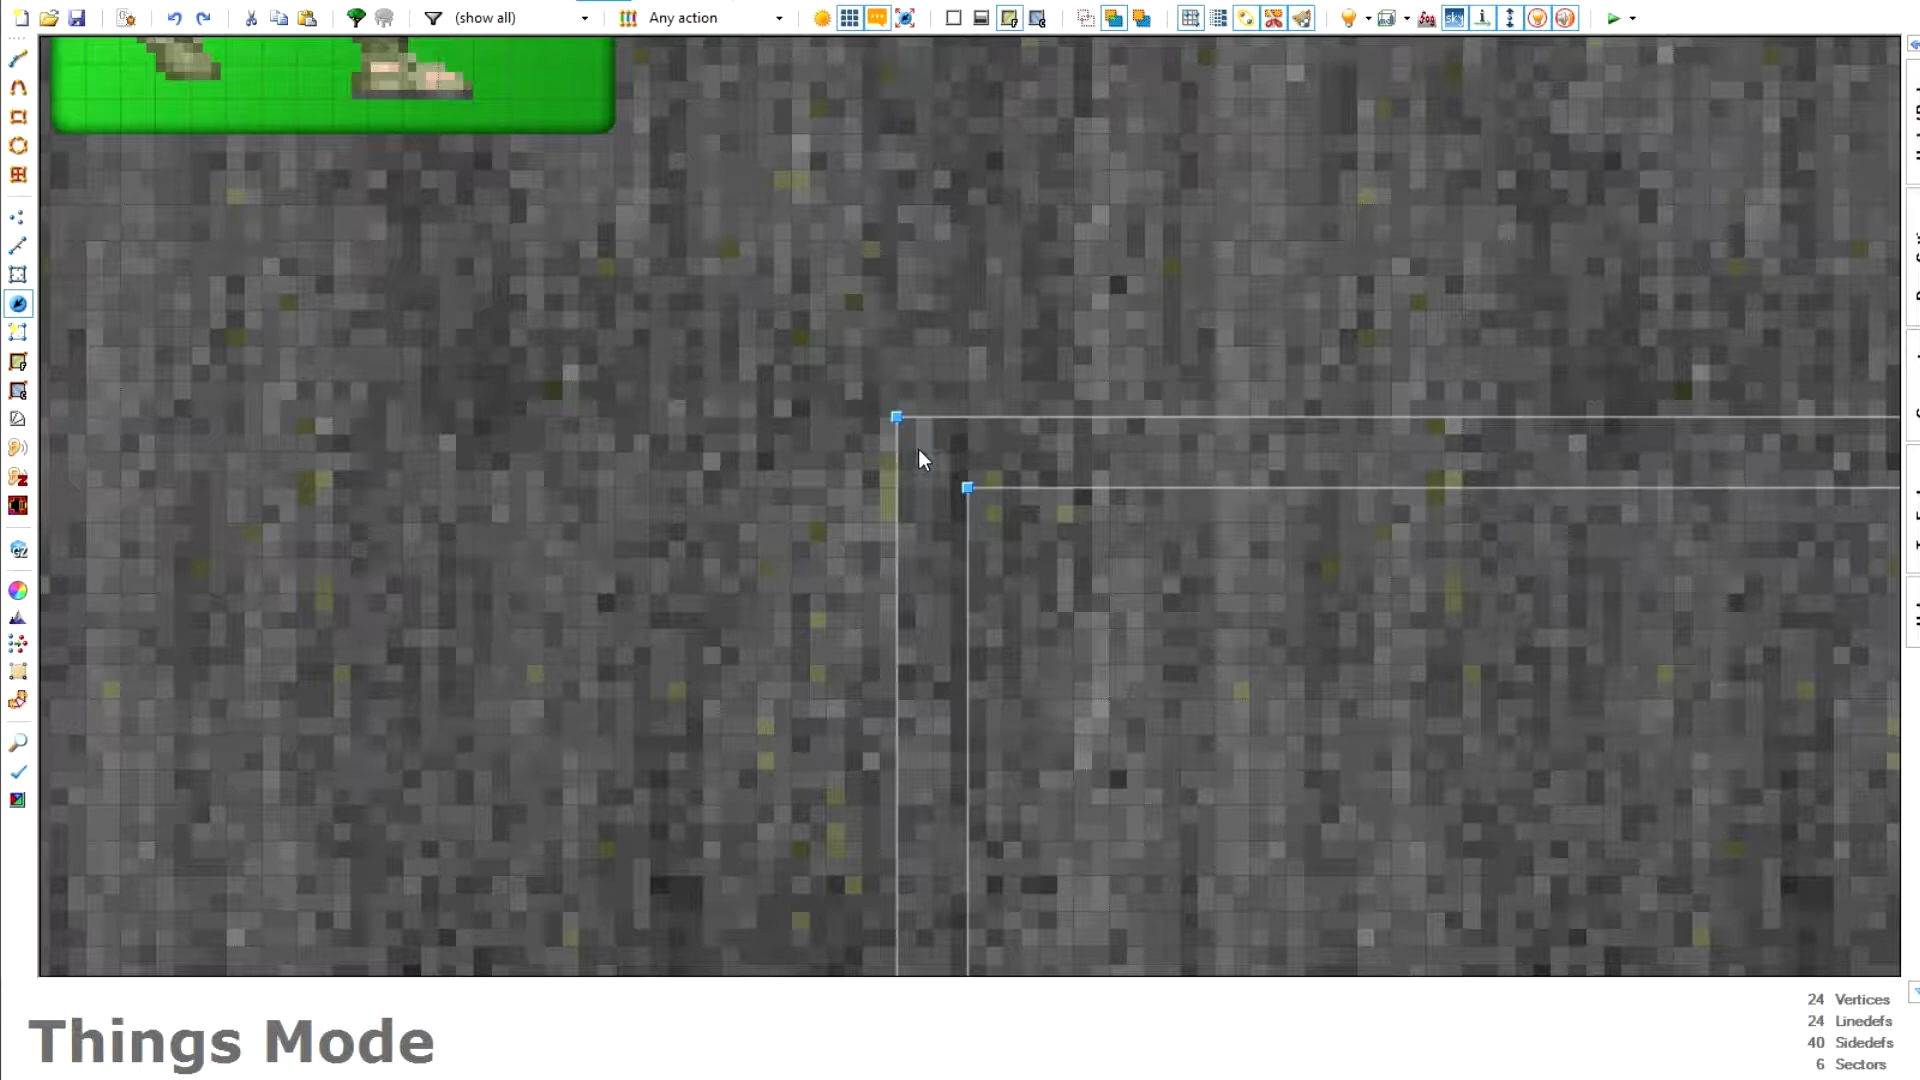 (show all)
Any action
Things Mode
24 Vertices
24 Linedefs
40 Sidedefs
6 Sectors